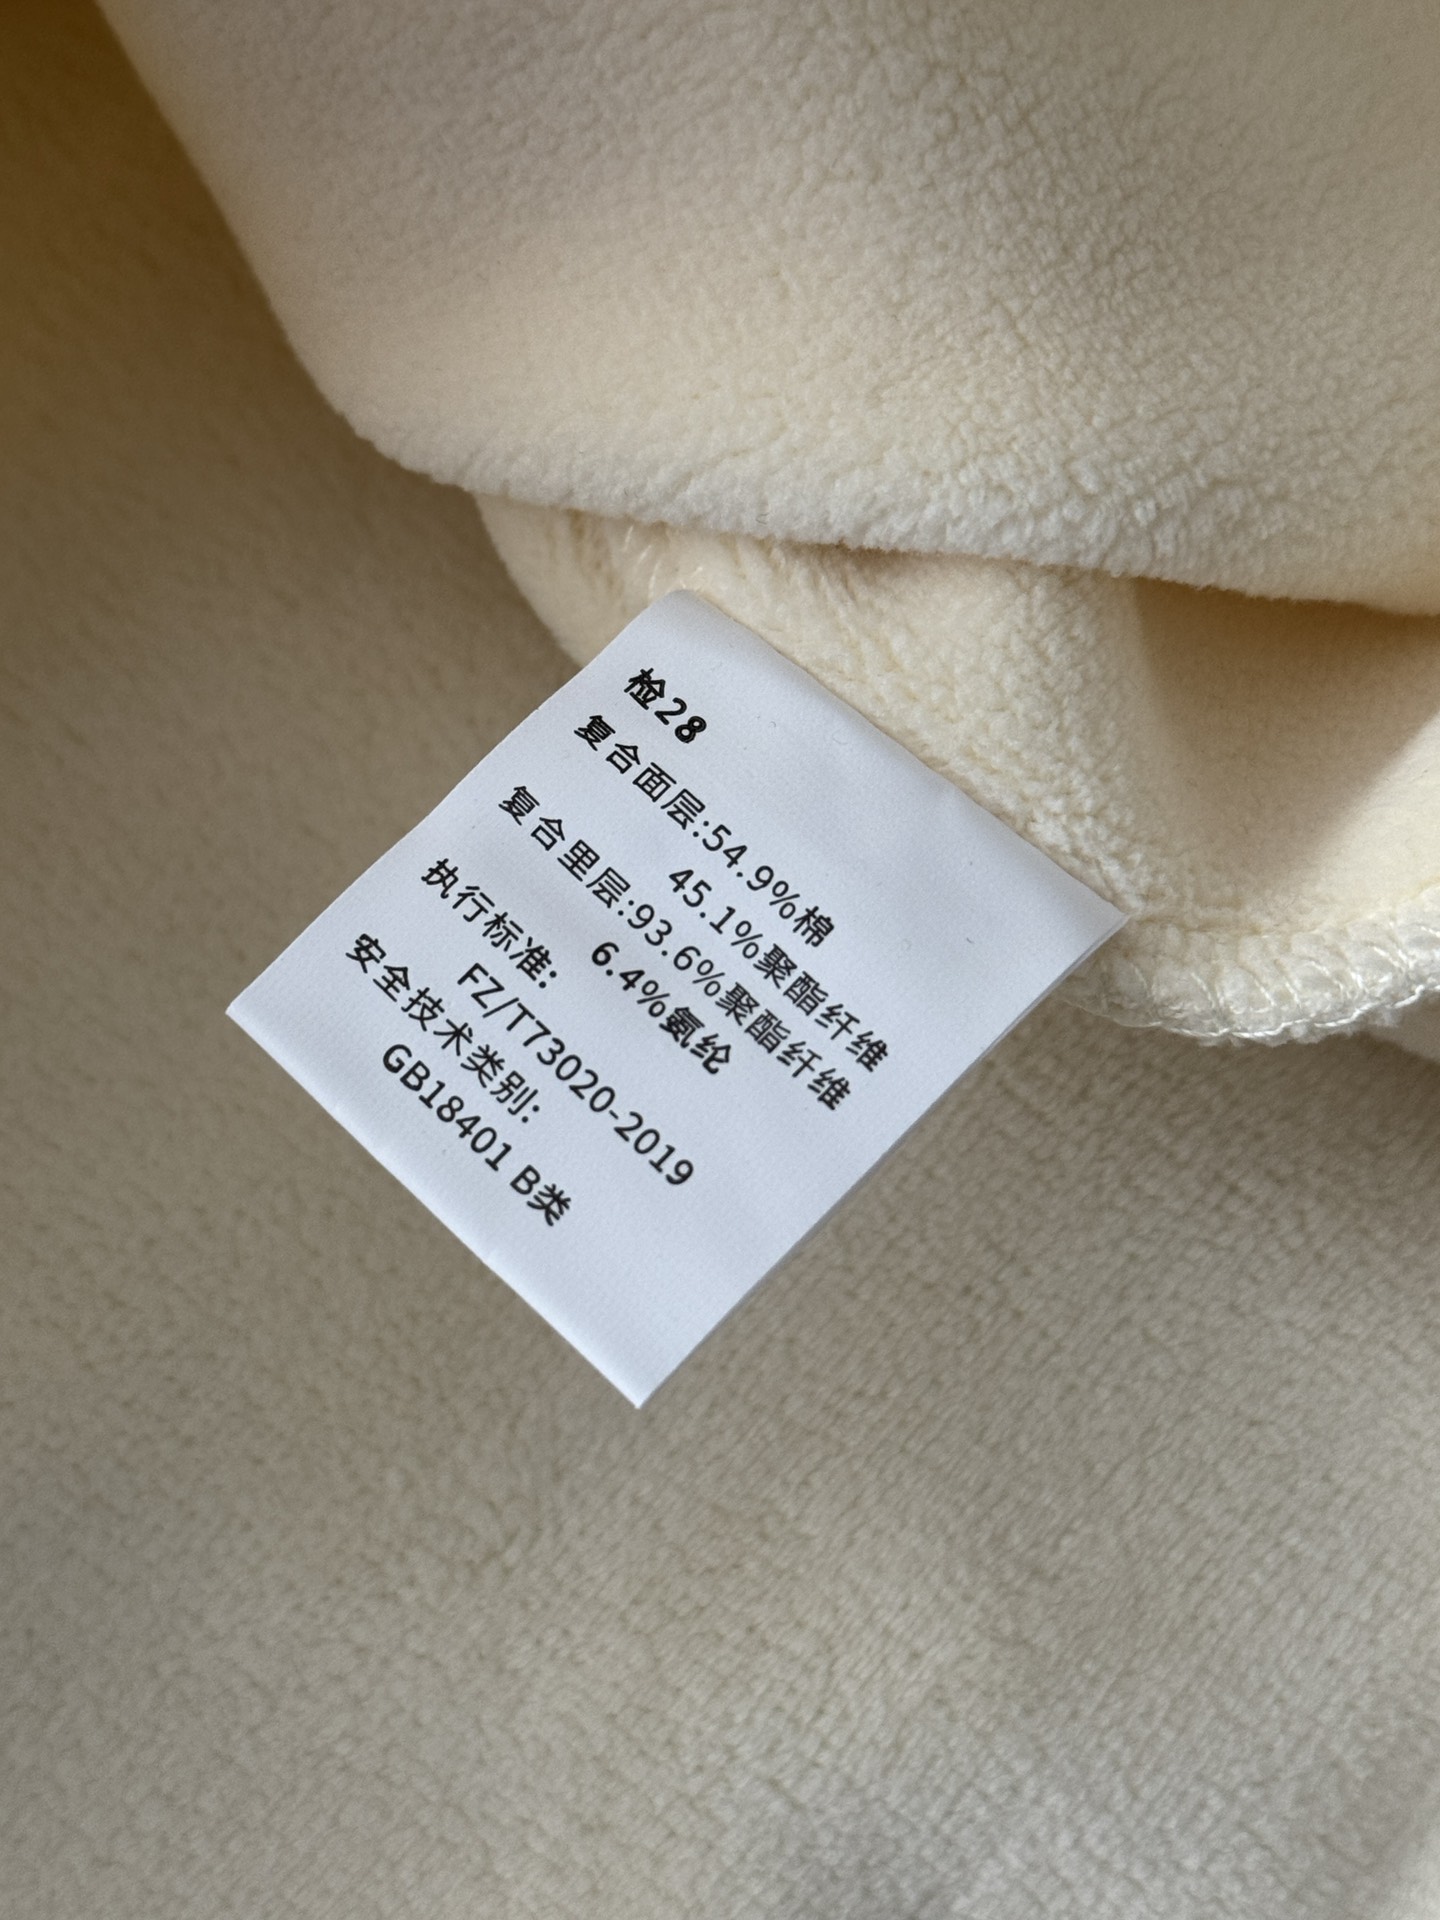 检28
复合面层:54.9%棉
45.1%聚酯纤维
复合里层:93.6%聚酯纤维
6.4%氨纶
执行标准:
FZ/T73020-2019
安全技术类别:
GB18401 B类